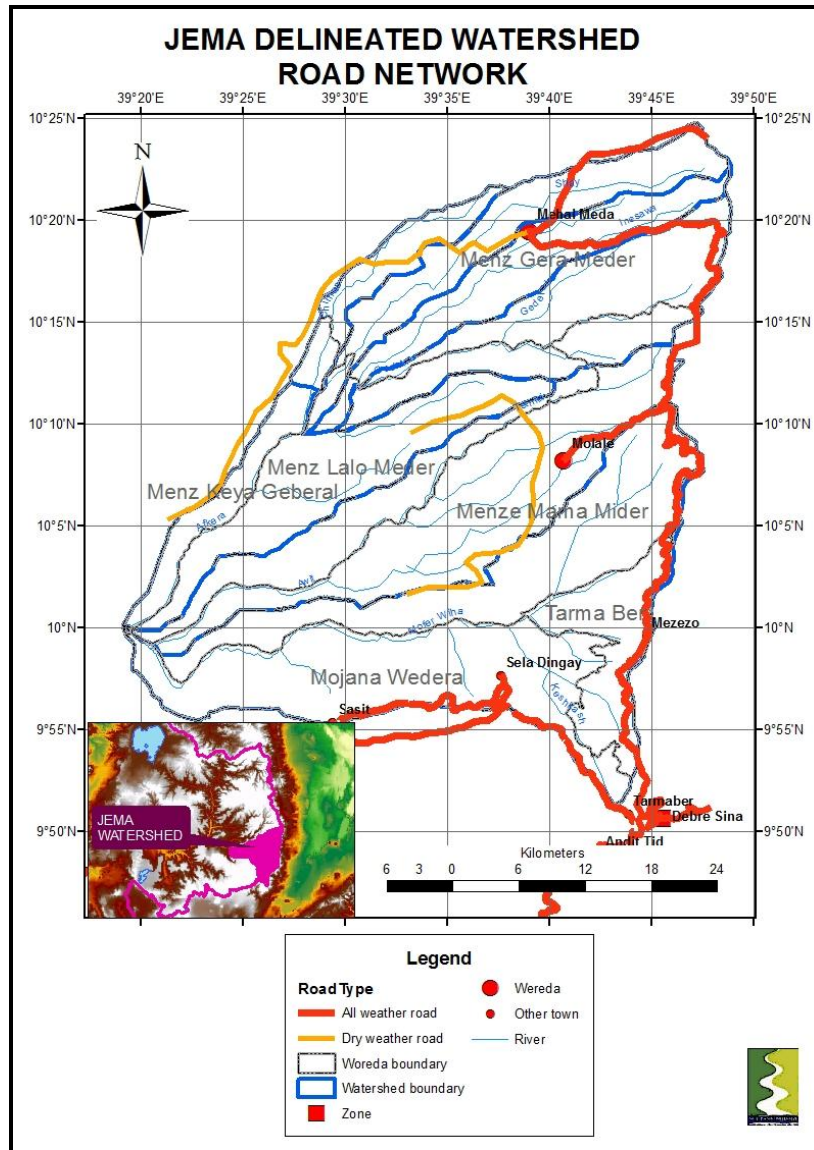 JEMA DELINEATED WATERSHED
ROAD NETWORK
39°20'E 39°25'E 39°30'E 39°35'E 39°40'E 39°45'E 39°50'E
10°25'N 10°25'N
N
Shay
10°20'N 10°20'N
Mehal Meda
Menz Gera Meder
10°15'N 10°15'N
10°10'N 10°10'N
Molale
Menz Lalo Meder
Menz Keya Geberal
Menze Mama Mider
Afkera
10°5'N 10°5'N
10°N 10°N
Tarma Ber
Mezezo
Sela Dingay
Mojana Wedera
Sasit
9°55'N 9°55'N
JEMA
WATERSHED
Tarmaber
Debre Sina
9°50'N 9°50'N
Andit Tid
Kilometers
6 3 0 6 12 18 24
Legend
Road Type
All weather road
Dry weather road
Woreda boundary
Watershed boundary
Zone
Wereda
Other town
River